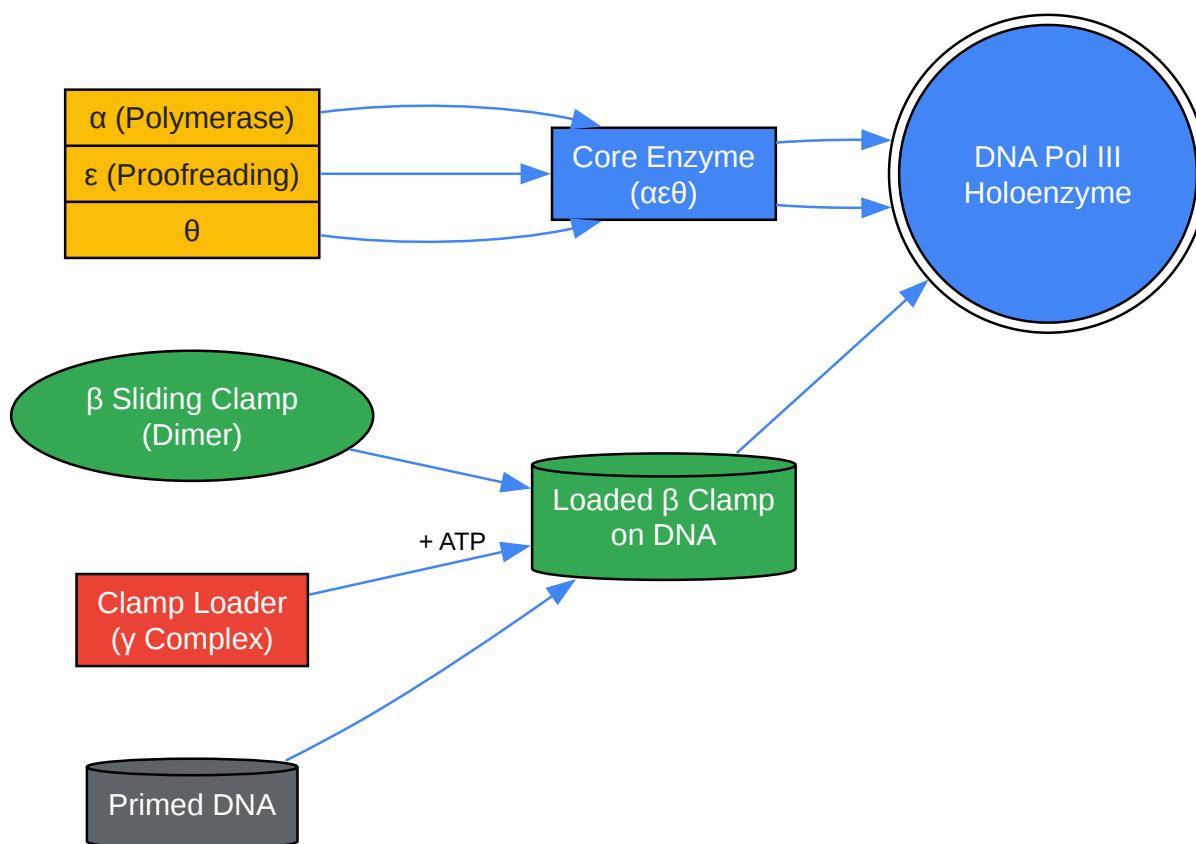 α (Polymerase)
ε (Proofreading)
θ
Core Enzyme
(αεθ)
DNA Pol III
Holoenzyme
β Sliding Clamp
(Dimer)
Loaded β Clamp
on DNA
+ ATP
Clamp Loader
(γ Complex)
Primed DNA